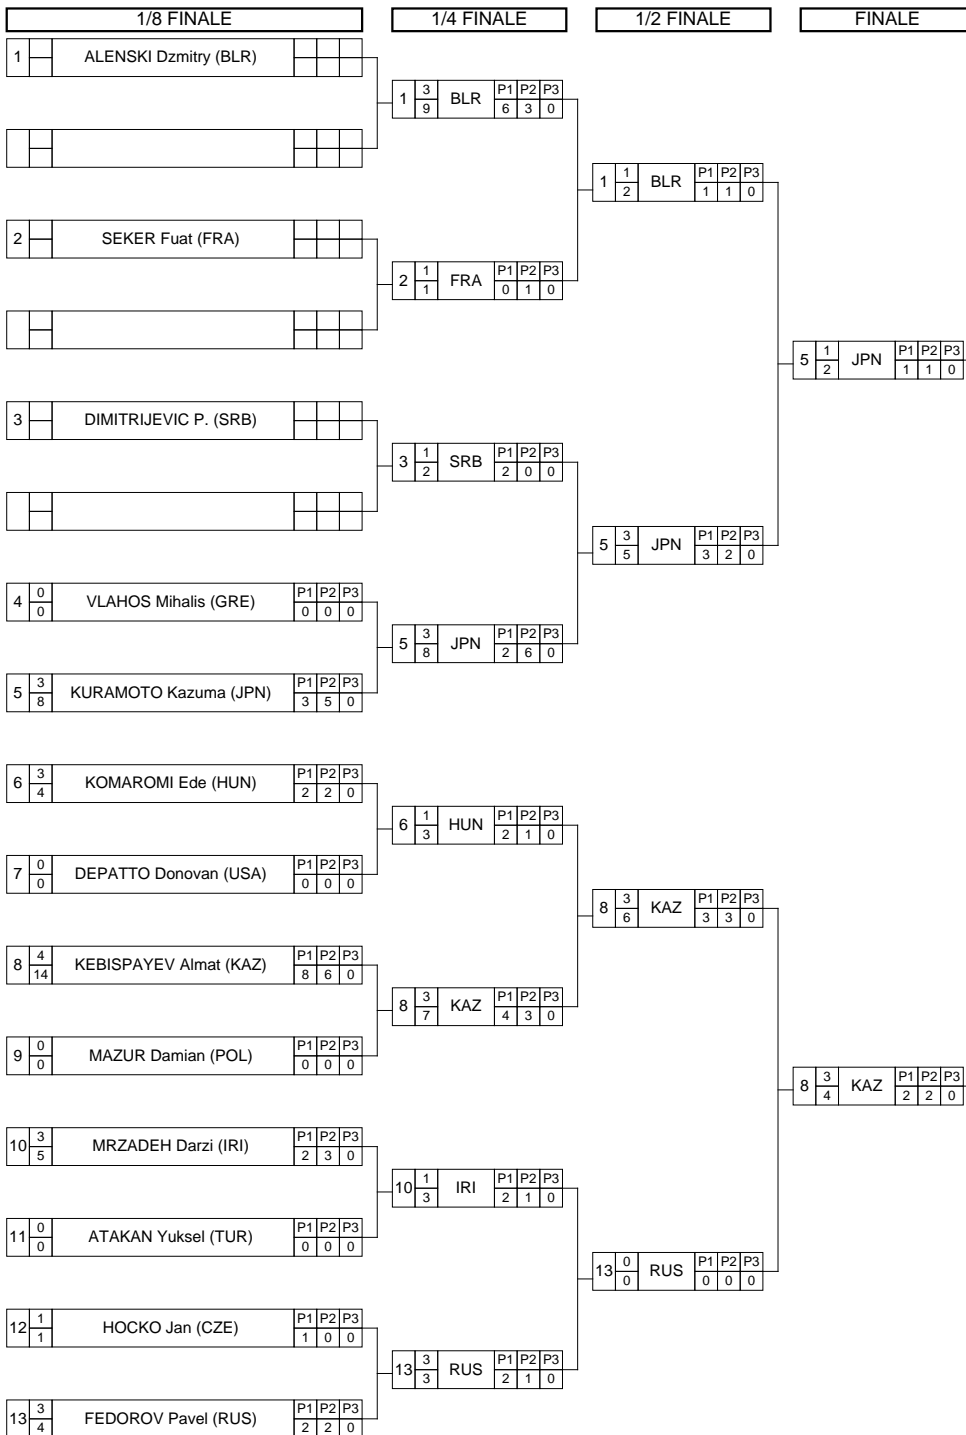 1/8 FINALE 1/4 FINALE 1/2 FINALE FINALE
1 ALENSKI Dzmitry (BLR)
1 3 BLR P1 P2 P3
9 6 3 0
1 1 BLR P1 P2 P3
2 1 1 0
2 SEKER Fuat (FRA)
2 1 FRA P1 P2 P3
1 0 1 0
5 1 JPN P1 P2 P3
2 1 1 0
3 DIMITRIJEVIC P. (SRB)
3 1 SRB P1 P2 P3
2 2 0 0
5 3 JPN P1 P2 P3
5 3 2 0
4 0 VLAHOS Mihalis (GRE) P1 P2 P3
0 0 0 0
5 3 JPN P1 P2 P3
8 2 6 0
5 3 KURAMOTO Kazuma (JPN) P1 P2 P3
8 3 5 0
6 3 KOMAROMI Ede (HUN) P1 P2 P3
4 2 2 0
6 1 HUN P1 P2 P3
3 2 1 0
7 0 DEPATTO Donovan (USA) P1 P2 P3
0 0 0 0
8 3 KAZ P1 P2 P3
6 3 3 0
8 4 KEBISPAYEV Almat (KAZ) P1 P2 P3
14 8 6 0
8 3 KAZ P1 P2 P3
7 4 3 0
9 0 MAZUR Damian (POL) P1 P2 P3
0 0 0 0
8 3 KAZ P1 P2 P3
4 2 2 0
10 3 MRZADEH Darzi (IRI) P1 P2 P3
5 2 3 0
10 1 IRI P1 P2 P3
3 2 1 0
11 0 ATAKAN Yuksel (TUR) P1 P2 P3
0 0 0 0
13 0 RUS P1 P2 P3
0 0 0 0
12 1 HOCKO Jan (CZE) P1 P2 P3
1 1 0 0
13 3 RUS P1 P2 P3
3 2 1 0
13 3 FEDOROV Pavel (RUS) P1 P2 P3
4 2 2 0